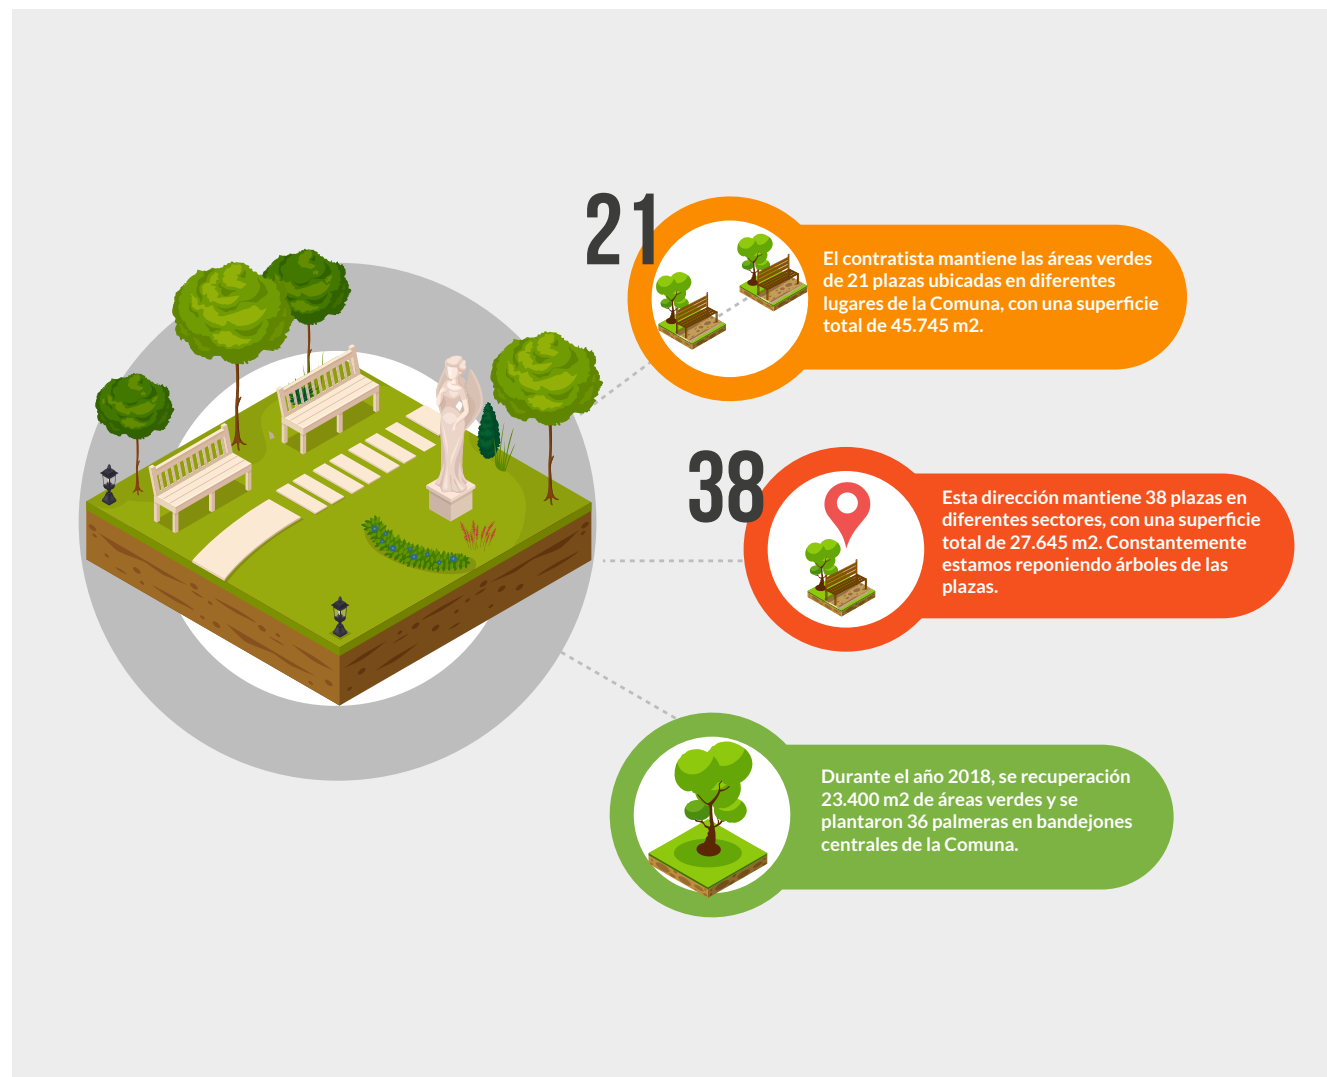 21
El contratista mantiene las áreas verdes
de 21 plazas ubicadas en diferentes
lugares de la Comuna, con una superficie
total de 45.745 m2.
38
Esta dirección mantiene 38 plazas en
diferentes sectores, con una superficie
total de 27.645 m2. Constantemente
estamos reponiendo árboles de las
plazas.
Durante el año 2018, se recuperación
23.400 m2 de áreas verdes y se
plantaron 36 palmeras en bandejones
centrales de la Comuna.